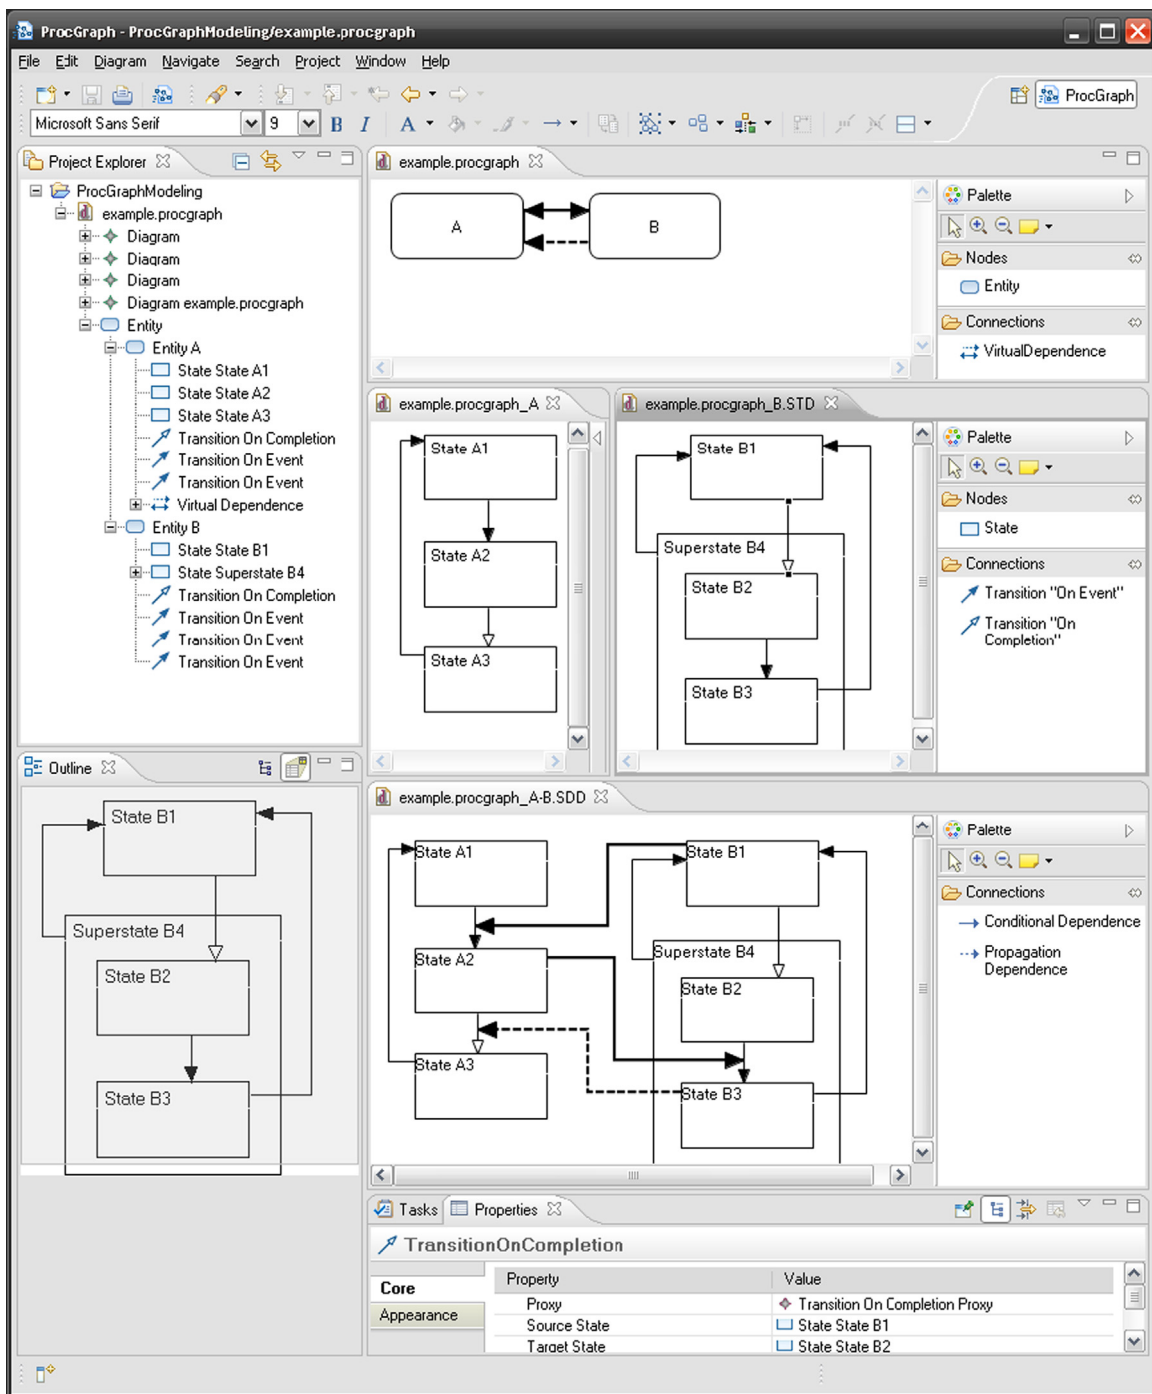 ProcGraph - ProcGraphModeling/example.procgraph
File Edit Diagram Navigate Search Project Window Help
ProcGraph
Microsoft Sans Serif 9 B I A
Project Explorer
ProcGraphModeling
example.procgraph
Diagram
Diagram
Diagram
Diagram example.procgraph
Entity
Entity A
State State A1
State State A2
State State A3
Transition On Completion
Transition On Event
Transition On Event
Virtual Dependence
Entity B
State State B1
State Superstate B4
Transition On Completion
Transition On Event
Transition On Event
Transition On Event
example.procgraph
A
B
Palette
Nodes
Entity
Connections
VirtualDependence
example.procgraph_A
State A1
State A2
State A3
example.procgraph_B.STD
State B1
Superstate B4
State B2
State B3
Palette
Nodes
State
Connections
Transition "On Event"
Transition "On
Completion"
Outline
State B1
Superstate B4
State B2
State B3
example.procgraph_A-B.SDD
State A1
State A2
State A3
State B1
Superstate B4
State B2
State B3
Palette
Connections
Conditional Dependence
Propagation
Dependence
Tasks Properties
TransitionOnCompletion
Core
Appearance
Property Value
Proxy Transition On Completion Proxy
Source State State State B1
Target State State State B2